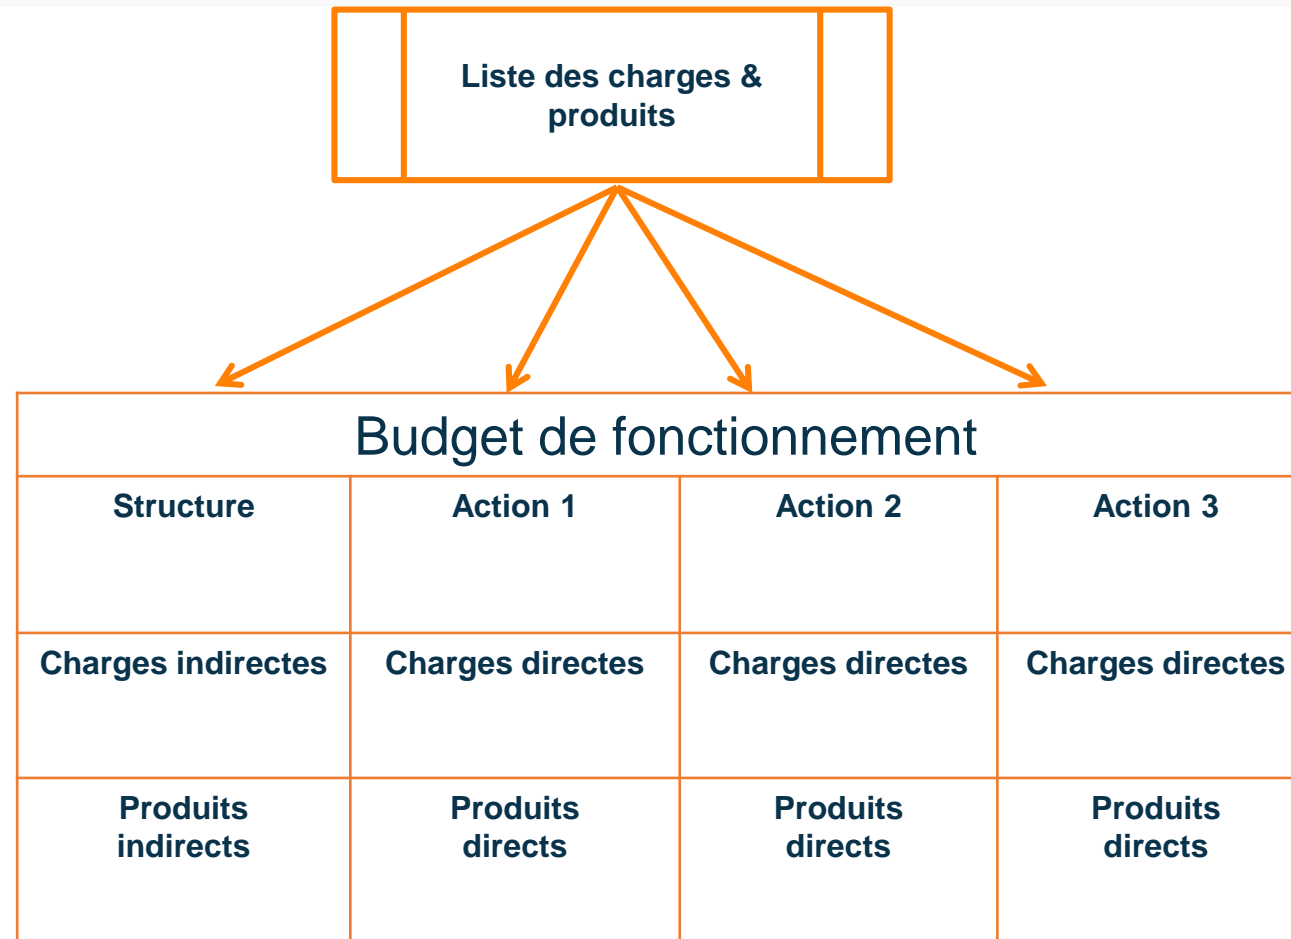 Liste des charges &
produits
Budget de fonctionnement
Structure
Action 1
Action 2
Action 3
Charges indirectes
Charges directes
Charges directes
Charges directes
Produits
indirects
Produits
directs
Produits
directs
Produits
directs